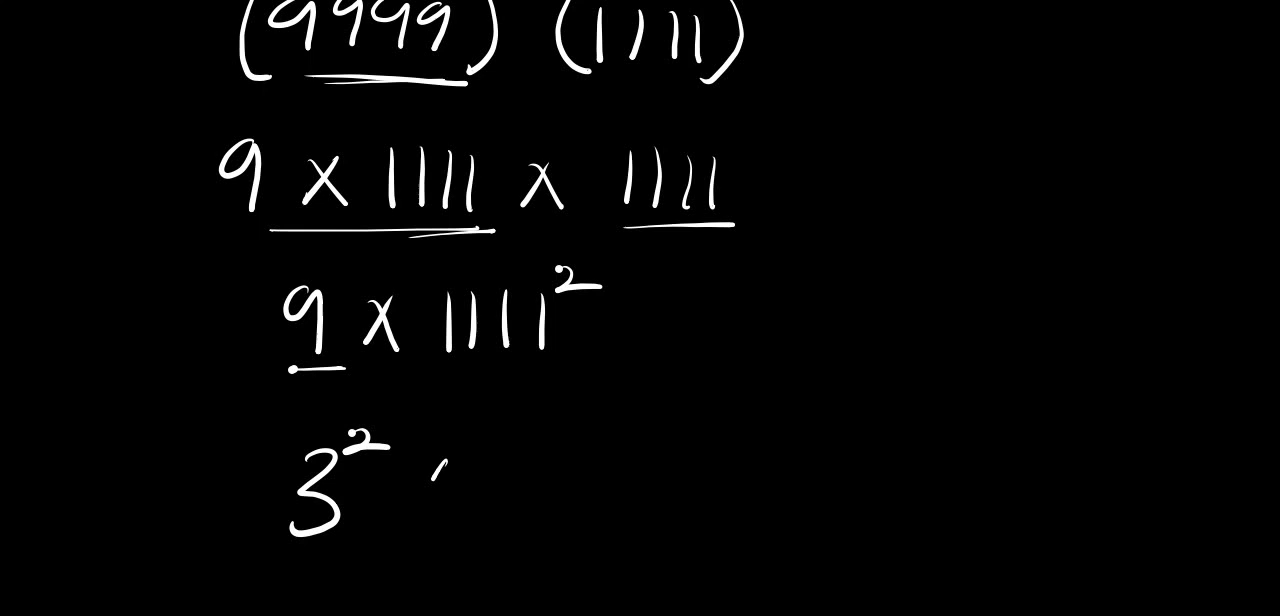 (9999) (1111)
9 x 1111 x 1111
9 x 1111²
3²